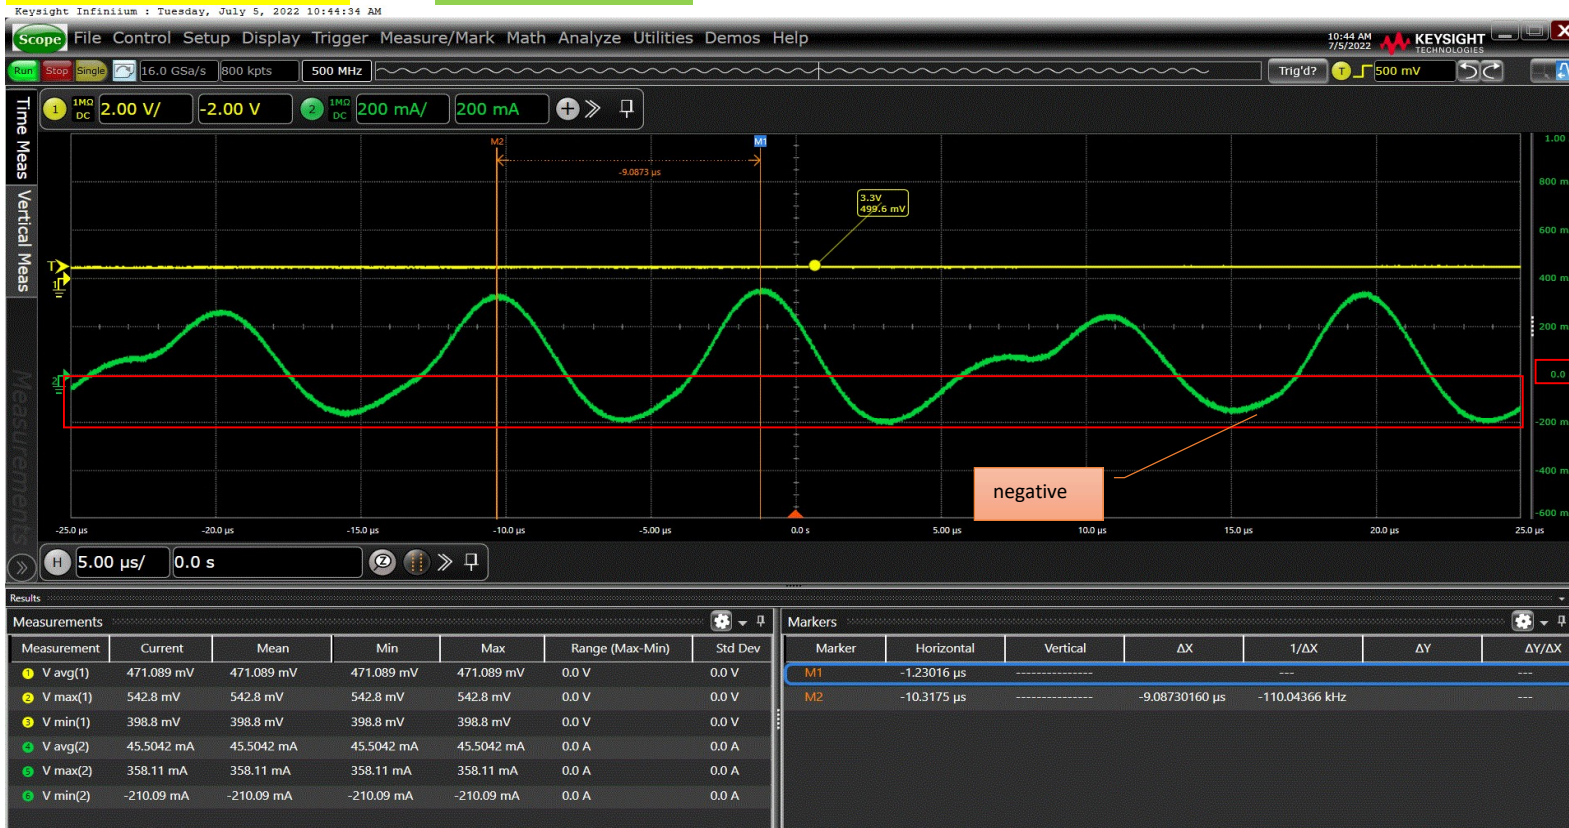 Keysight Infiniium : Tuesday, July 5, 2022 10:44:34 AM
Scope File Control Setup Display Trigger Measure/Mark Math Analyze Utilities Demos Help
10:44 AM
7/5/2022
KEYSIGHT
TECHNOLOGIES
Run Stop Single 16.0 GSa/s 800 kpts 500 MHz Trig'd? T 500 mV
1 1MΩ DC 2.00 V/ -2.00 V 2 1MΩ DC 200 mA/ 200 mA
Time Meas
Vertical Meas
Measurements
M2 M1
-9.0873 µs
3.3V
499.6 mV
T
1
2
1.00
800 m
600 m
400 m
200 m
0.0
-200 m
-400 m
-600 m
negative
-25.0 µs -20.0 µs -15.0 µs -10.0 µs -5.00 µs 0.0 s 5.00 µs 10.0 µs 15.0 µs 20.0 µs 25.0 µs
H 5.00 µs/ 0.0 s Z
Results
Measurements
Measurement Current Mean Min Max Range (Max-Min) Std Dev
1 V avg(1) 471.089 mV 471.089 mV 471.089 mV 471.089 mV 0.0 V 0.0 V
2 V max(1) 542.8 mV 542.8 mV 542.8 mV 542.8 mV 0.0 V 0.0 V
3 V min(1) 398.8 mV 398.8 mV 398.8 mV 398.8 mV 0.0 V 0.0 V
4 V avg(2) 45.5042 mA 45.5042 mA 45.5042 mA 45.5042 mA 0.0 A 0.0 A
5 V max(2) 358.11 mA 358.11 mA 358.11 mA 358.11 mA 0.0 A 0.0 A
6 V min(2) -210.09 mA -210.09 mA -210.09 mA -210.09 mA 0.0 A 0.0 A
Markers
Marker Horizontal Vertical ΔX 1/ΔX ΔY ΔY/ΔX
M1 -1.23016 µs -------------- --- ---
M2 -10.3175 µs -------------- -9.08730160 µs -110.04366 kHz ---